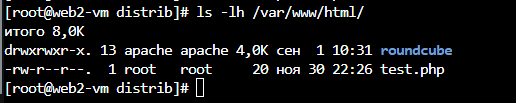 [root@web2-vm distrib]# ls -lh /var/www/html/
итого 8,0K
drwxrwxr-x. 13 apache apache 4,0K сен  1 10:31 roundcube
-rw-r--r--.  1 root   root     20 ноя 30 22:26 test.php
[root@web2-vm distrib]#